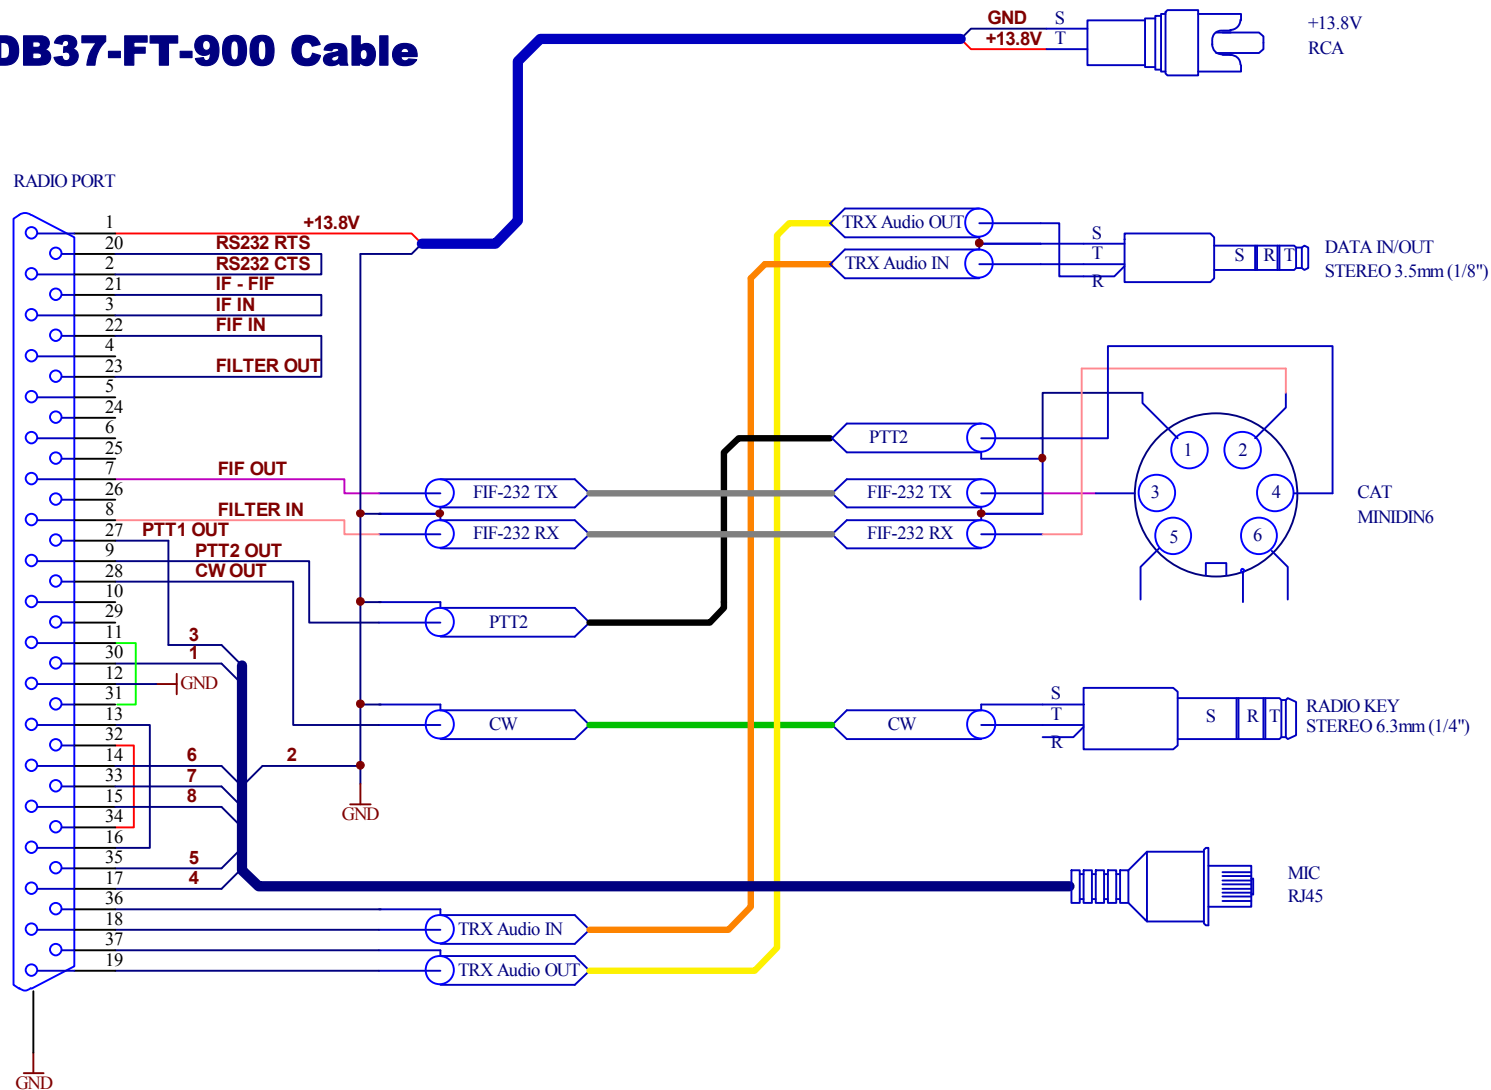 DB37-FT-900 Cable
GND S
+13.8V T
+13.8V
RCA
RADIO PORT
1 +13.8V
20 RS232 RTS
2 RS232 CTS
21 IF - FIF
3 IF IN
22 FIF IN
4
23 FILTER OUT
5
24
6
25
7 FIF OUT
26
8 FILTER IN
27 PTT1 OUT
9 PTT2 OUT
28 CW OUT
10
29
11
30
12
31
13
32
14
33
15
34
16
35
17
36
18
37
19
3
1
GND
6
7
8
2
5
4
GND
GND
FIF-232 TX
FIF-232 RX
PTT2
CW
TRX Audio IN
TRX Audio OUT
TRX Audio OUT
TRX Audio IN
S
T
R
S R T
DATA IN/OUT
STEREO 3.5mm (1/8")
PTT2
FIF-232 TX
FIF-232 RX
1 2
3 4
5 6
CAT
MINIDIN6
CW
S
T
R
S R T
RADIO KEY
STEREO 6.3mm (1/4")
MIC
RJ45